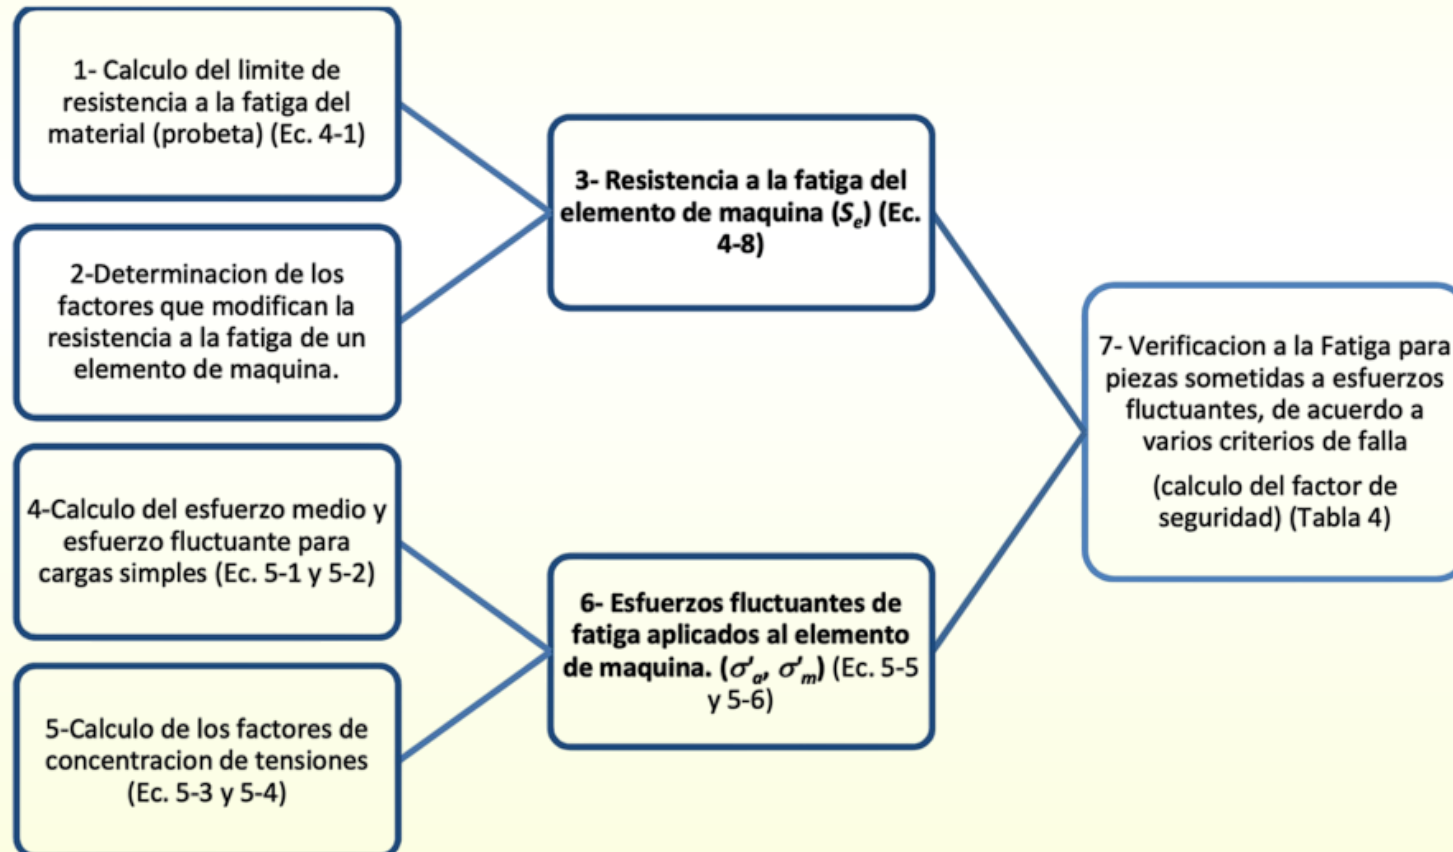 1- Calculo del limite de
resistencia a la fatiga del
material (probeta) (Ec. 4-1)
2-Determinacion de los
factores que modifican la
resistencia a la fatiga de un
elemento de maquina.
3- Resistencia a la fatiga del
elemento de maquina (Se) (Ec.
4-8)
4-Calculo del esfuerzo medio y
esfuerzo fluctuante para
cargas simples (Ec. 5-1 y 5-2)
5-Calculo de los factores de
concentracion de tensiones
(Ec. 5-3 y 5-4)
6- Esfuerzos fluctuantes de
fatiga aplicados al elemento
de maquina. (σ'a, σ'm) (Ec. 5-5
y 5-6)
7- Verificacion a la Fatiga para
piezas sometidas a esfuerzos
fluctuantes, de acuerdo a
varios criterios de falla
(calculo del factor de
seguridad) (Tabla 4)